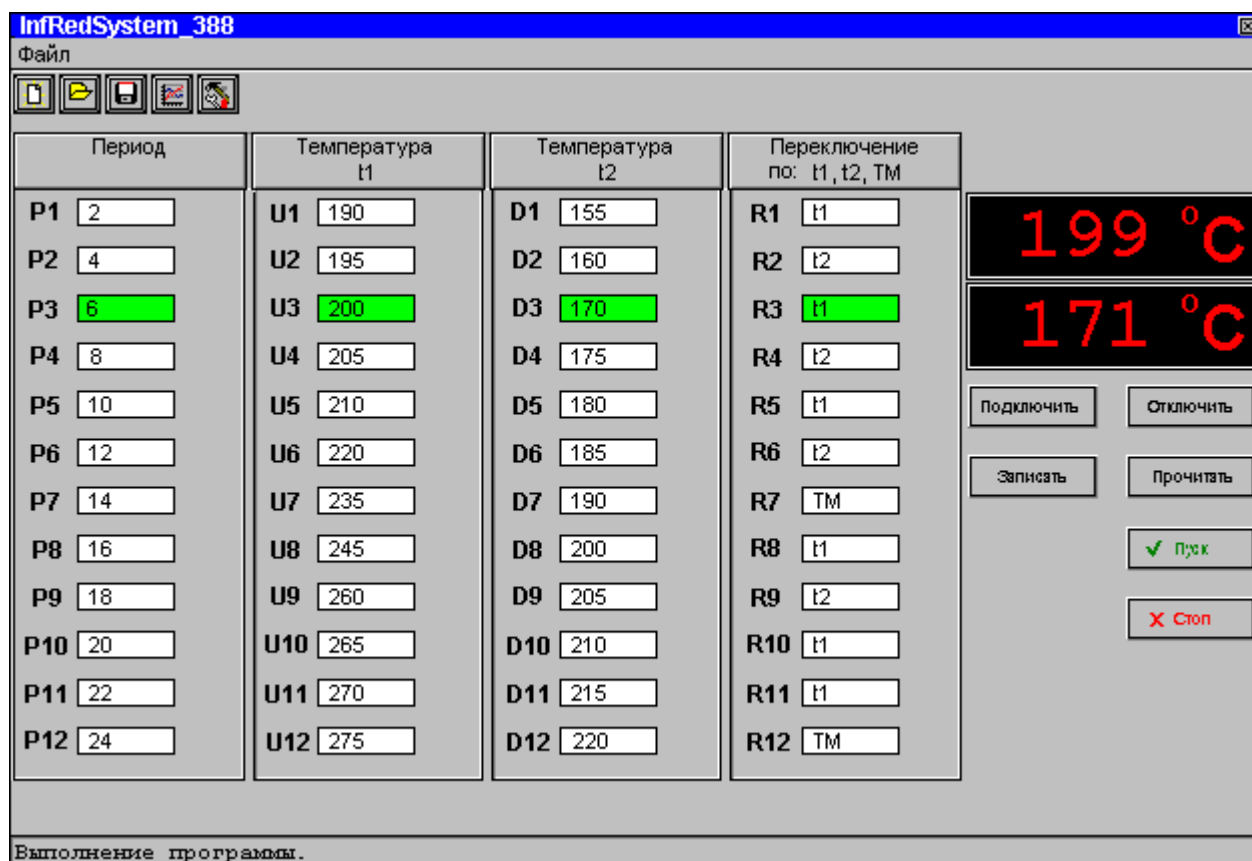 InfRedSystem_388
Файл
Период Температура Температура Переключение
t1 t2 по: t1, t2, TM
P1 2 U1 190 D1 155 R1 t1
199 °C
P2 4 U2 195 D2 160 R2 t2
P3 6 U3 200 D3 170 R3 t1
171 °C
P4 8 U4 205 D4 175 R4 t2
P5 10 U5 210 D5 180 R5 t1 Подключить Отключить
P6 12 U6 220 D6 185 R6 t2
Записать Прочитать
P7 14 U7 235 D7 190 R7 TM
P8 16 U8 245 D8 200 R8 t1 Пуск
P9 18 U9 260 D9 205 R9 t2
Стоп
P10 20 U10 265 D10 210 R10 t1
P11 22 U11 270 D11 215 R11 t1
P12 24 U12 275 D12 220 R12 TM
Выполнение программы.